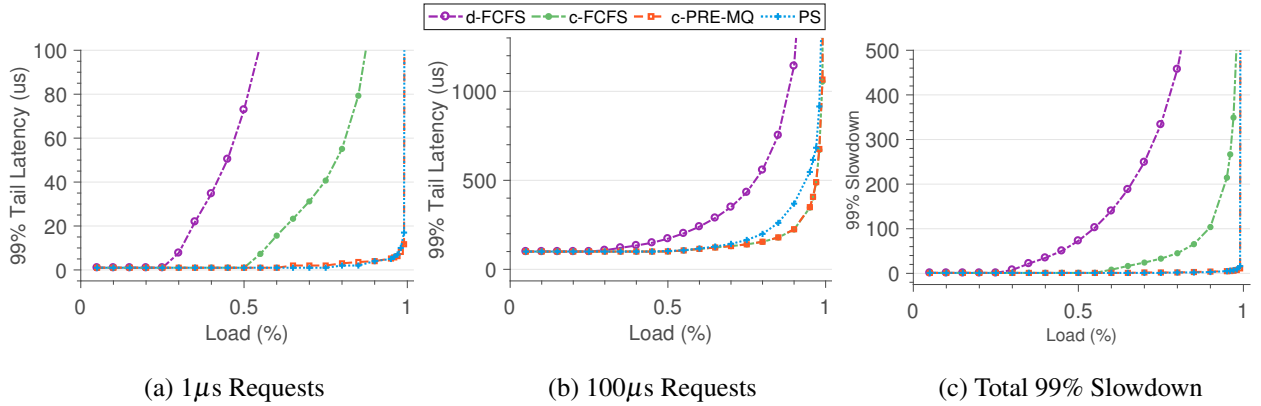 d-FCFS c-FCFS c-PRE-MQ PS
99% Tail Latency (us)
100
80
60
40
20
0
0 0.5 1
Load (%)
(a) 1μs Requests
99% Tail Latency (us)
1000
500
100
0 0.5 1
Load (%)
(b) 100μs Requests
99% Slowdown
500
400
300
200
100
0
0 0.5 1
Load (%)
(c) Total 99% Slowdown